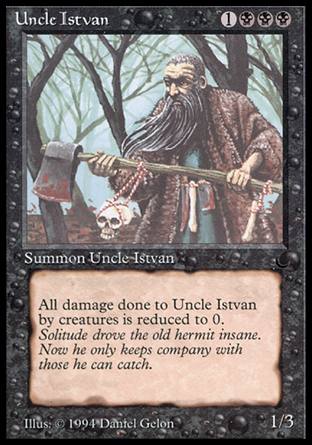 Uncle Istvan 1
Summon Uncle Istvan
All damage done to Uncle Istvan
by creatures is reduced to 0.
Solitude drove the old hermit insane.
Now he only keeps company with
those he can catch.
Illus: © 1994 Daniel Gelon 1/3